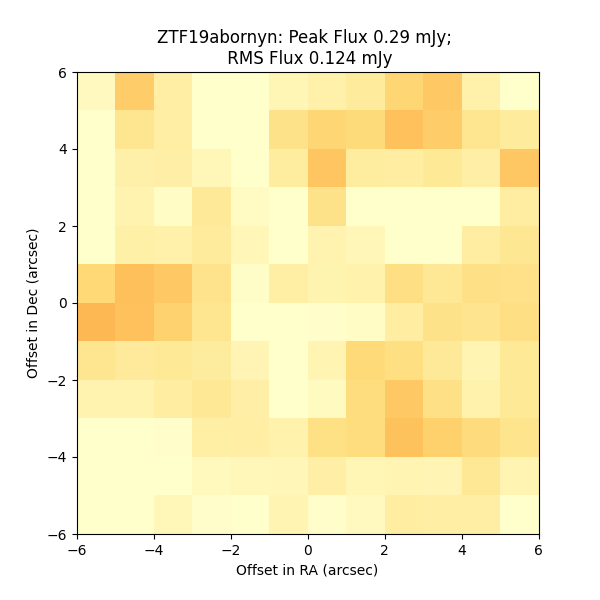 ZTF19abornyn: Peak Flux 0.29 mJy;
RMS Flux 0.124 mJy
6
4
2
0
−2
−4
−6
Offset in Dec (arcsec)
−6 −4 −2 0 2 4 6
Offset in RA (arcsec)